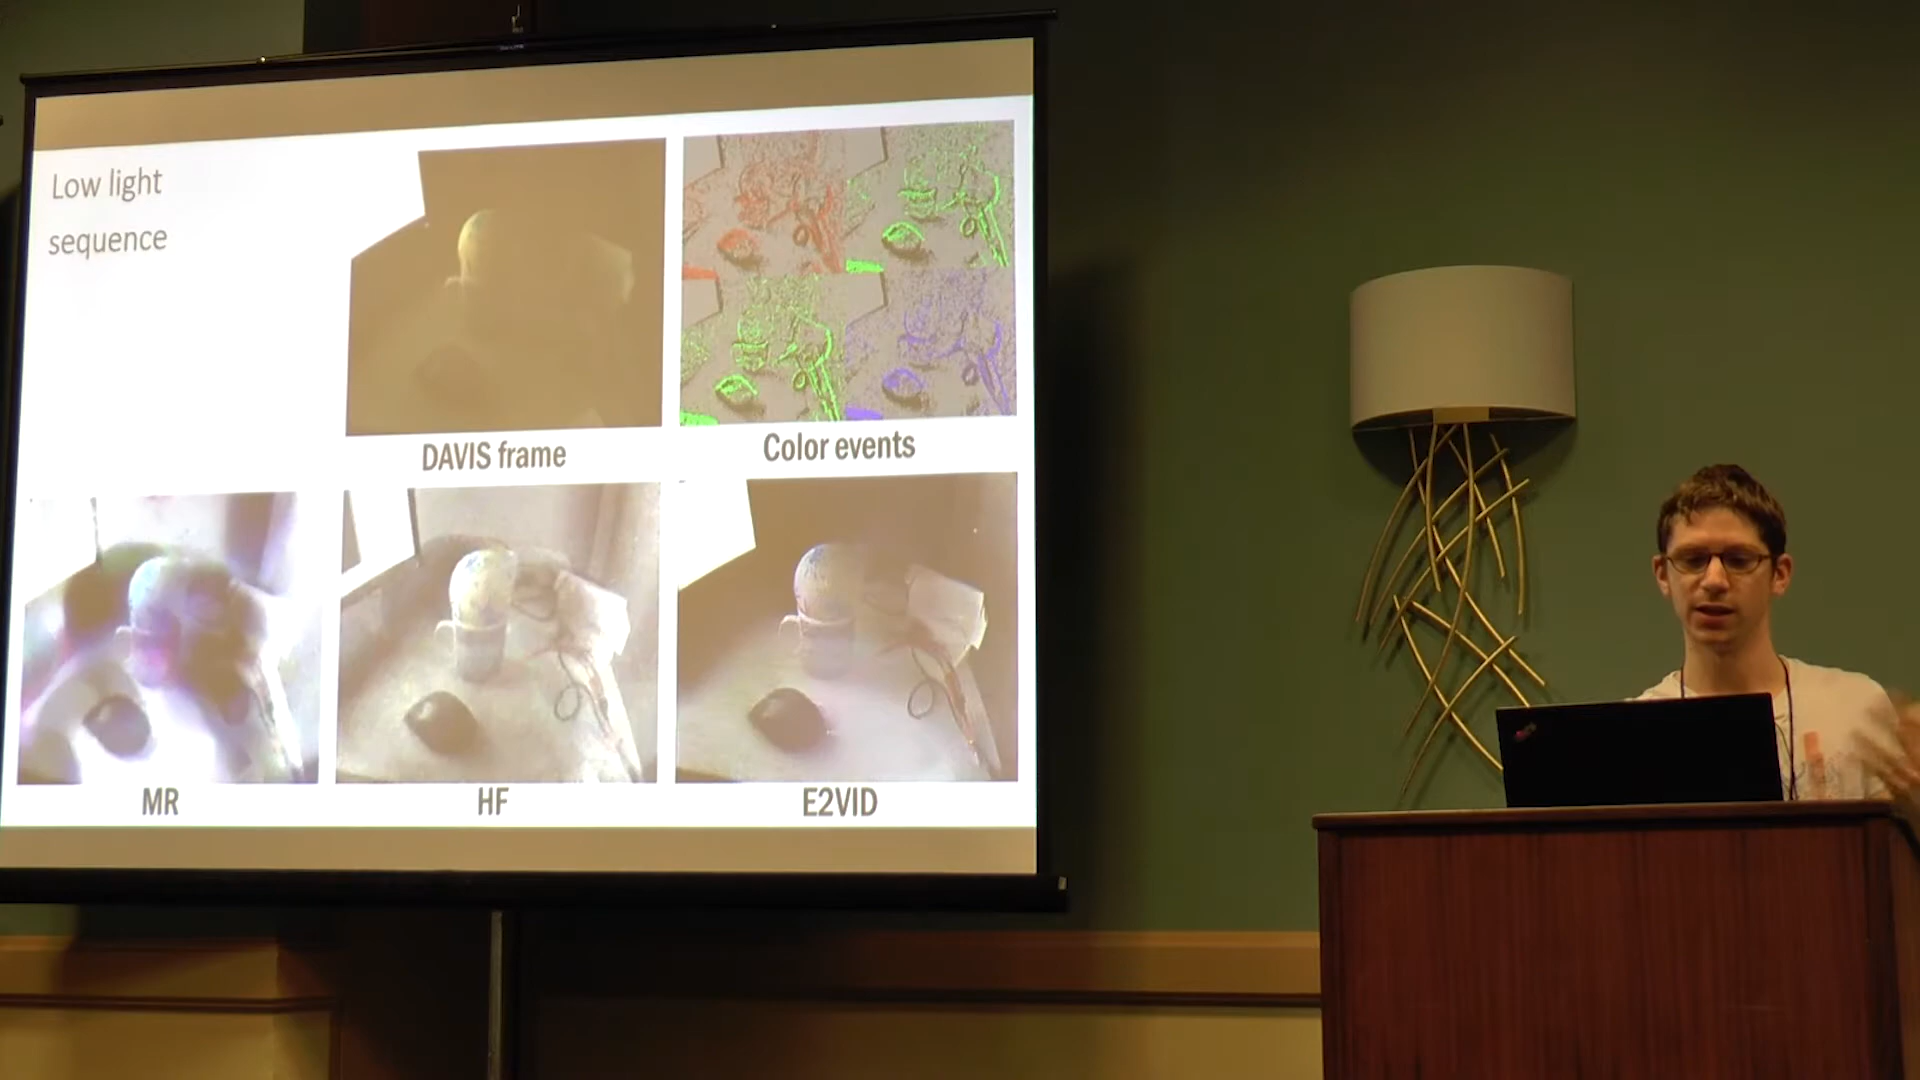 Low light
sequence
DAVIS frame
Color events
MR
HF
E2VID